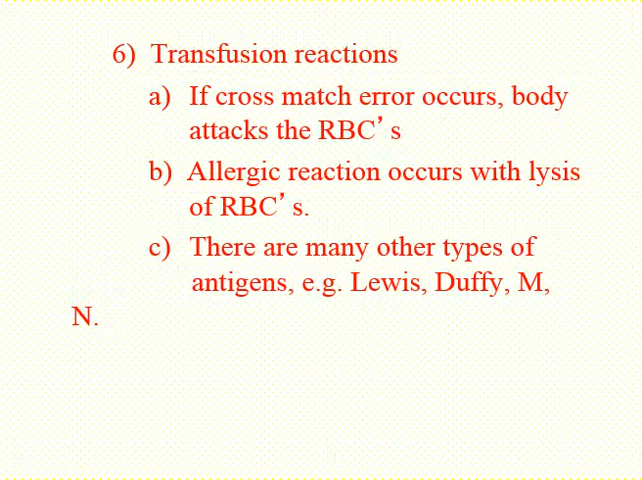 6) Transfusion reactions
a) If cross match error occurs, body
attacks the RBC’s
b) Allergic reaction occurs with lysis
of RBC’s.
c) There are many other types of
antigens, e.g. Lewis, Duffy, M,
N.